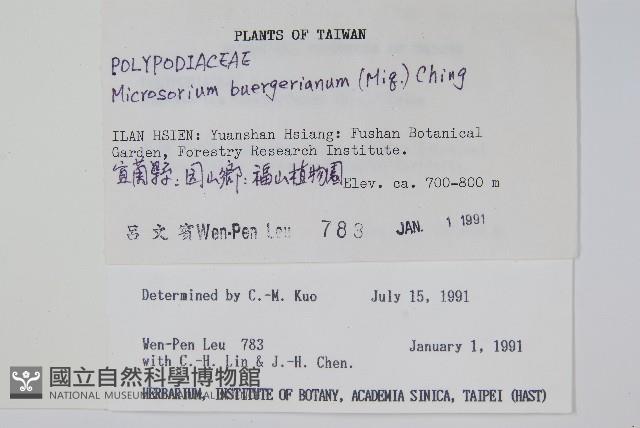 PLANTS OF TAIWAN
POLYPODIACEAE
Microsorium buergerianum (Miq.) Ching
ILAN HSIEN: Yuanshan Hsiang: Fushan Botanical
Garden, Forestry Research Institute.
宜蘭縣:园山鄉:福山植物園 Elev. ca. 700-800 m
呂文賓 Wen-Pen Leu 783 JAN. 1 1991
Determined by C.-M. Kuo July 15, 1991
Wen-Pen Leu 783 January 1, 1991
with C.-H. Lin & J.-H. Chen.
國立自然科學博物館
HERBARIUM, INSTITUTE OF BOTANY, ACADEMIA SINICA, TAIPEI (HAST)
NATIONAL MUSEUM OF NATURAL